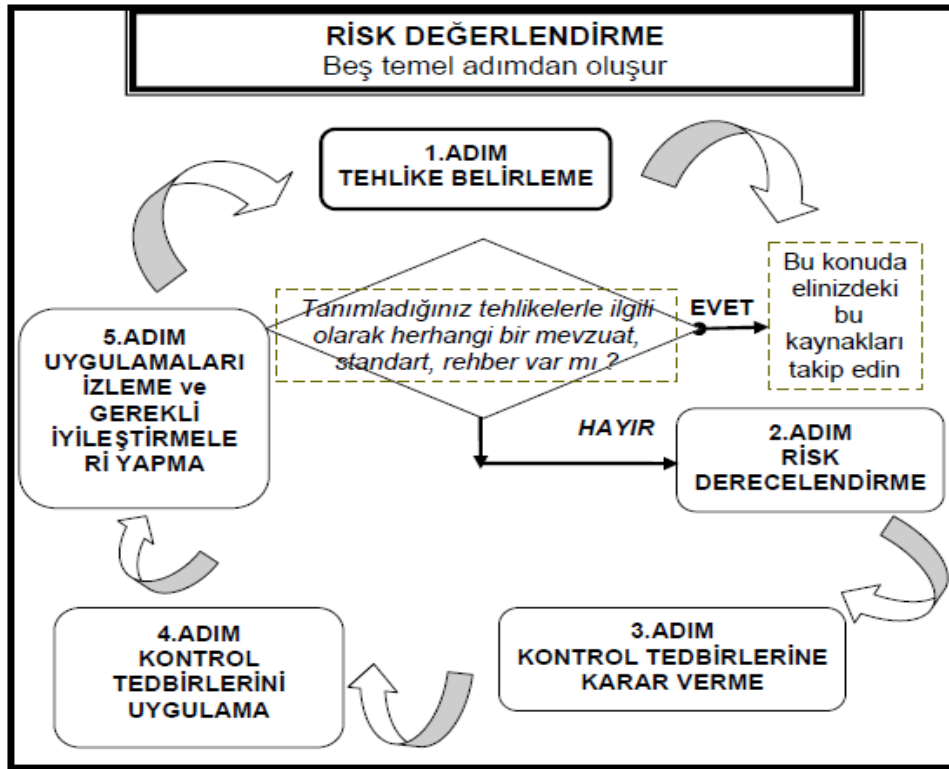 RİSK DEĞERLENDİRME
Beş temel adımdan oluşur
1.ADIM
TEHLİKE BELİRLEME
Tanımladığınız tehlikelerle ilgili
olarak herhangi bir mevzuat,
standart, rehber var mı ?
EVET
Bu konuda
elinizdeki
bu
kaynakları
takip edin
HAYIR
2.ADIM
RİSK
DERECELENDİRME
3.ADIM
KONTROL TEDBİRLERİNE
KARAR VERME
4.ADIM
KONTROL
TEDBİRLERİNİ
UYGULAMA
5.ADIM
UYGULAMALARI
İZLEME ve
GEREKLİ
İYİLEŞTİRMELE
Rİ YAPMA